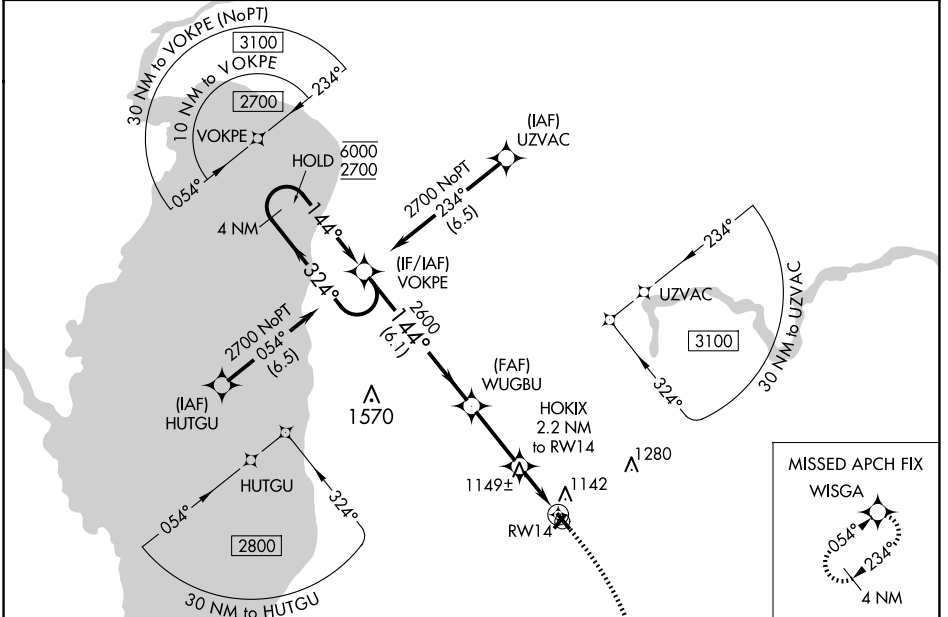 30 NM to VOKPE (NoPT)
3100
10 NM to VOKPE
2700
234°
VOKPE
054°
HOLD
6000
2700
4 NM
144°
324°
(IF/IAF)
VOKPE
(IAF)
UZVAC
2700 NoPT
234°
(6.5)
2700 NoPT
054°
(6.5)
(IAF)
HUTGU
2600
144°
(6.1)
1570
(FAF)
WUGBU
HOKIX
2.2 NM
to RW14
1149±
1142
1280
RW14
234°
UZVAC
3100
324°
30 NM to UZVAC
HUTGU
054°
324°
2800
30 NM to HUTGU
MISSED APCH FIX
WISGA
054°
234°
4 NM